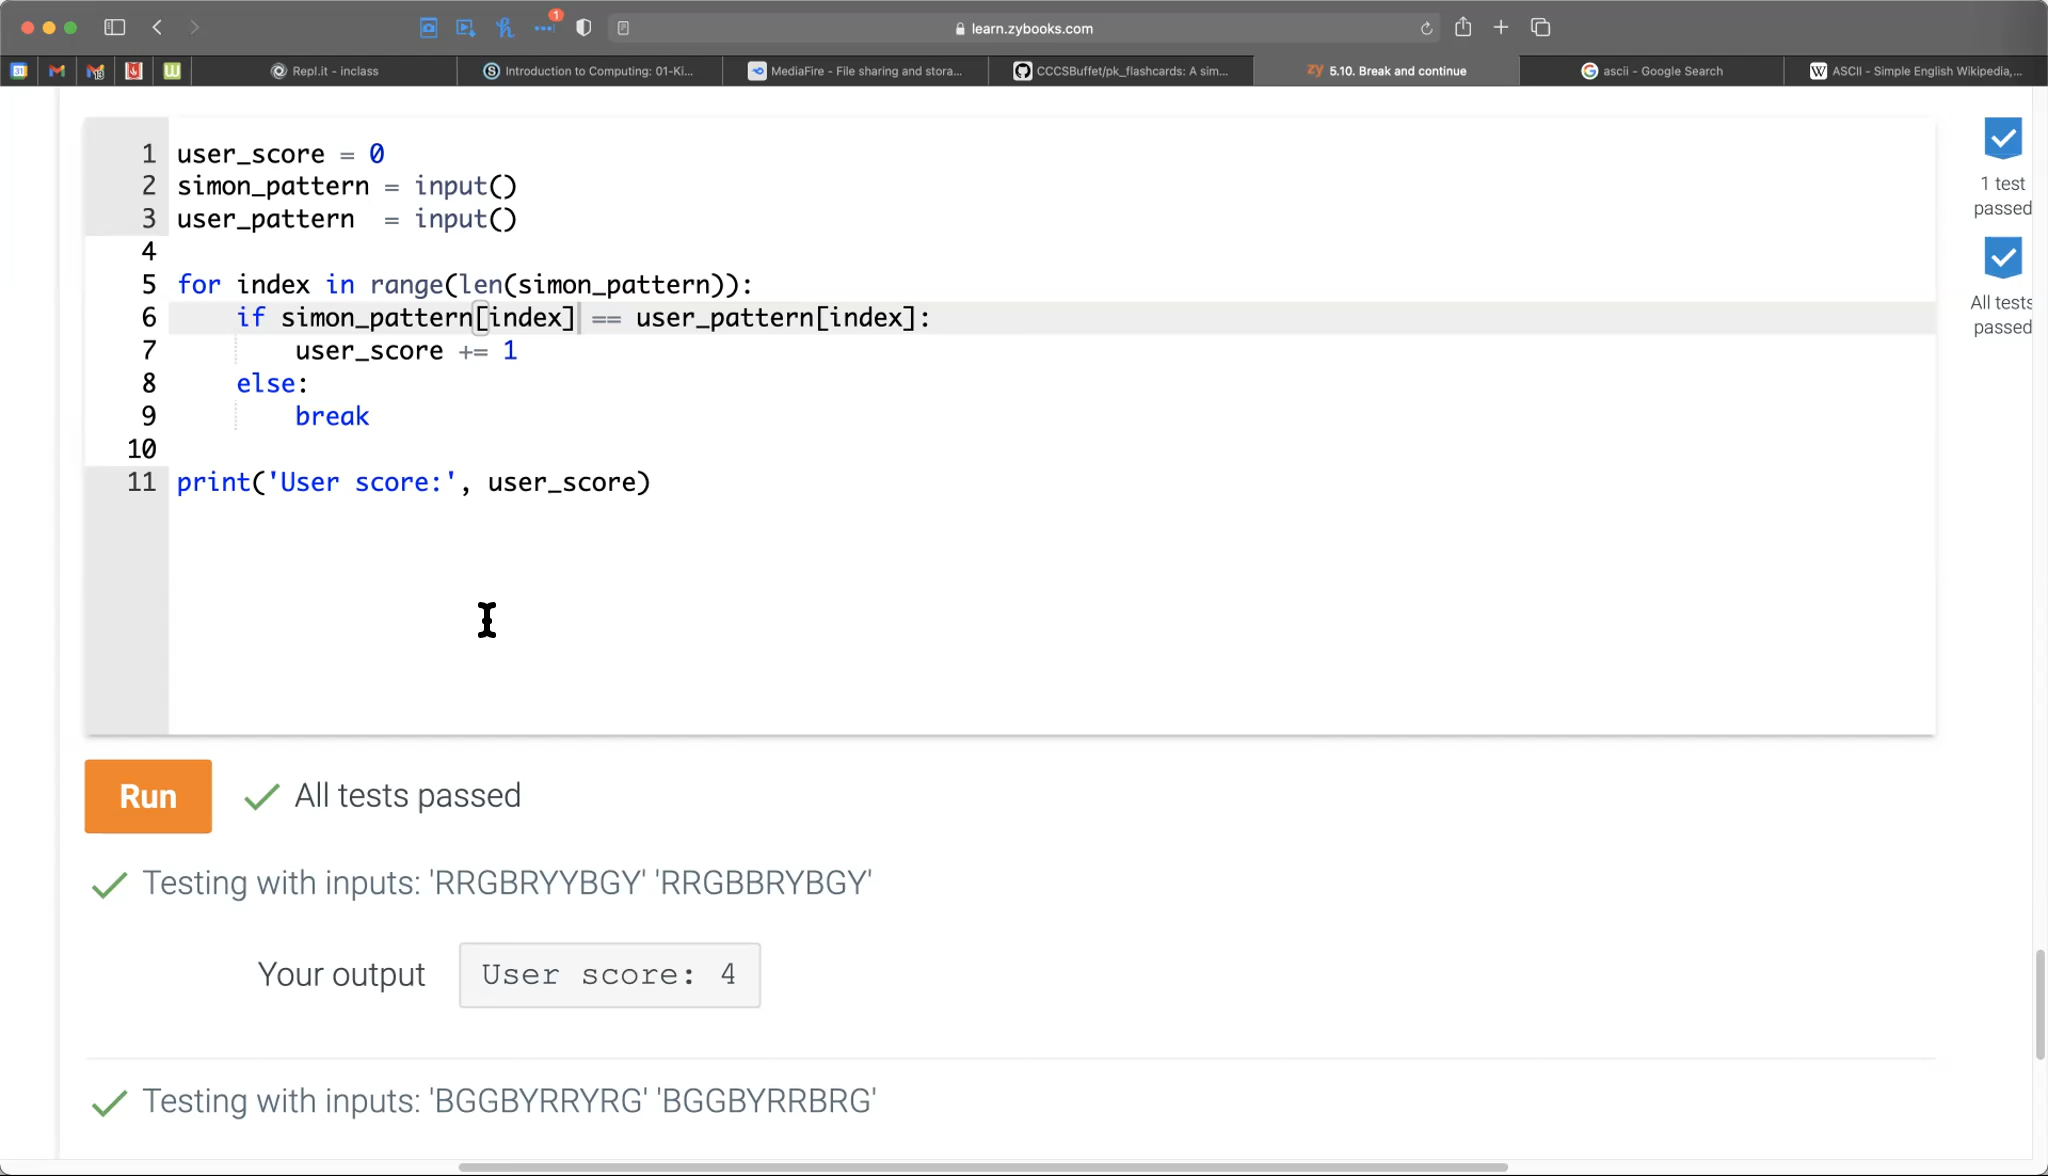 1
learn.zybooks.com
31
13
Repl.it - inclass
Introduction to Computing: 01-Ki...
MediaFire - File sharing and stora...
CCCSBuffet/pk_flashcards: A sim...
zy 5.10. Break and continue
ascii - Google Search
W ASCII - Simple English Wikipedia,...
1 user_score = 0
2 simon_pattern = input()
3 user_pattern  = input()
4
5 for index in range(len(simon_pattern)):
6     if simon_pattern[index] == user_pattern[index]:
7         user_score += 1
8     else:
9         break
10
11 print('User score:', user_score)
1 test
passed
All tests
passed
Run
All tests passed
Testing with inputs: 'RRGBRYYBGY' 'RRGBBRYBGY'
Your output
User score: 4
Testing with inputs: 'BGGBYRRYRG' 'BGGBYRRBRG'